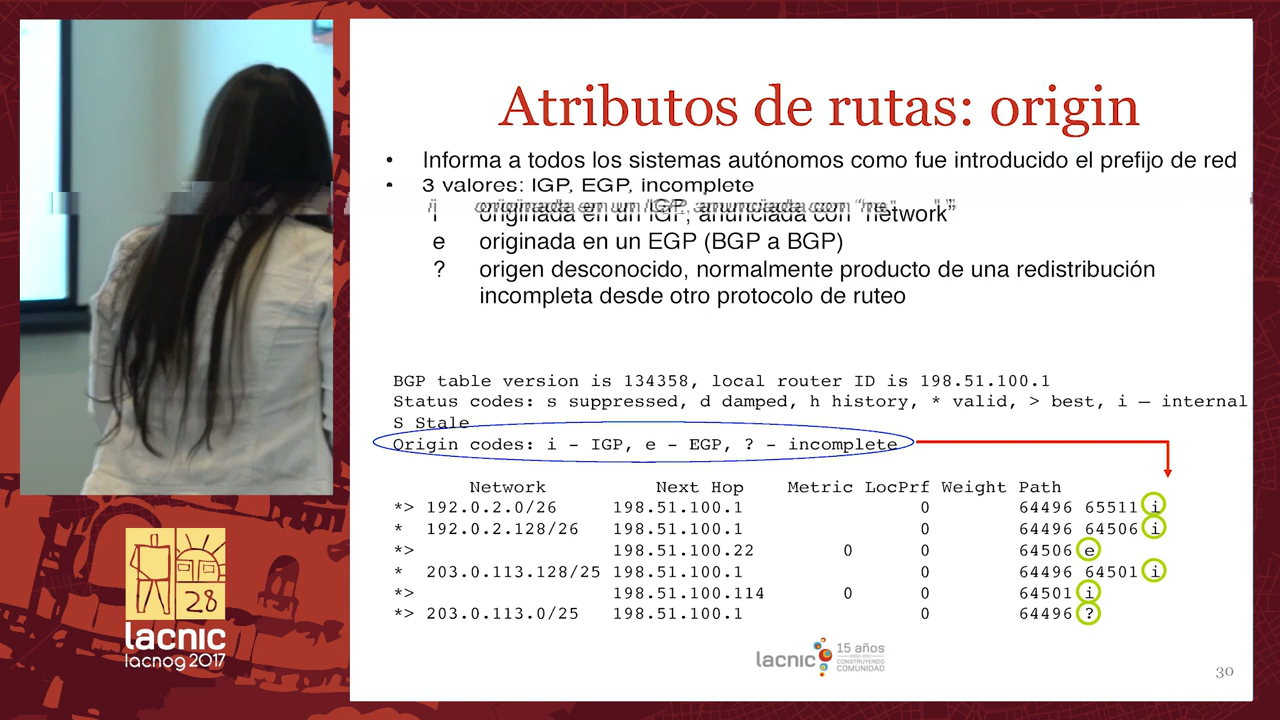 Atributos de rutas: origin
• Informa a todos los sistemas autónomos como fue introducido el prefijo de red
• 3 valores: IGP, EGP, incomplete
i originada en un IGP, anunciada con "network"
e originada en un EGP (BGP a BGP)
? origen desconocido, normalmente producto de una redistribución
incompleta desde otro protocolo de ruteo
BGP table version is 134358, local router ID is 198.51.100.1
Status codes: s suppressed, d damped, h history, * valid, > best, i – internal
S Stale
Origin codes: i - IGP, e - EGP, ? - incomplete
Network Next Hop Metric LocPrf Weight Path
*> 192.0.2.0/26 198.51.100.1 0 64496 65511 i
* 192.0.2.128/26 198.51.100.1 0 64496 64506 i
*> 198.51.100.22 0 0 64506 e
* 203.0.113.128/25 198.51.100.1 0 64496 64501 i
*> 198.51.100.114 0 0 64501 i
*> 203.0.113.0/25 198.51.100.1 0 64496 ?
lacnic 15 años
CONSTRUYENDO
COMUNIDAD
30
28
lacnic
lacnog 2017